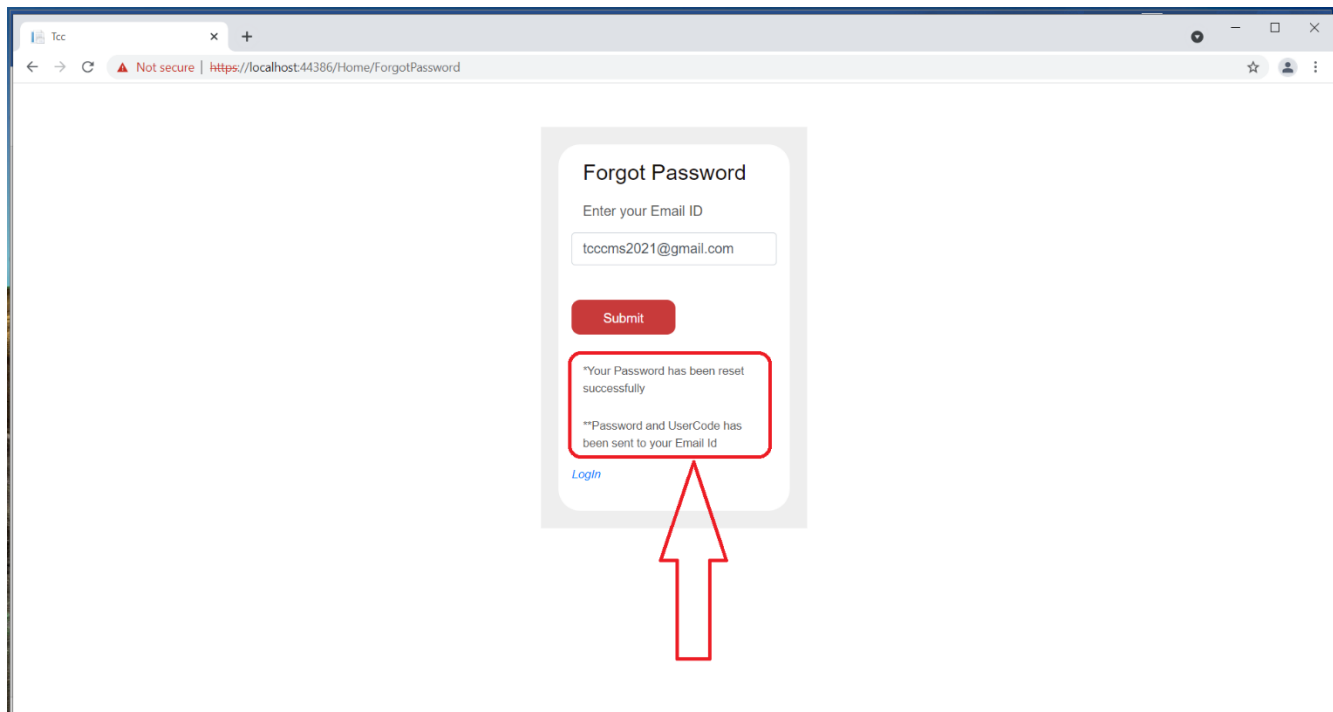 Tcc
Not secure | https://localhost:44386/Home/ForgotPassword
Forgot Password
Enter your Email ID
tcccms2021@gmail.com
Submit
*Your Password has been reset
successfully
**Password and UserCode has
been sent to your Email Id
LogIn